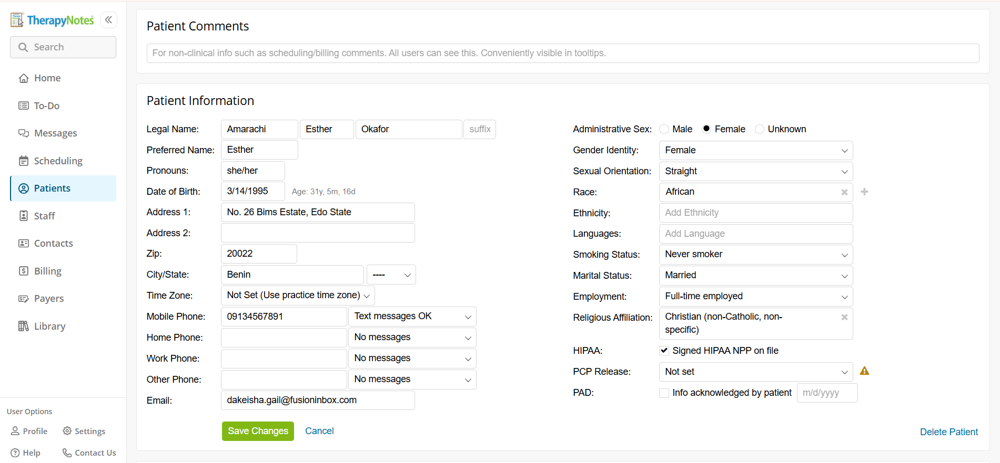 TherapyNotes
Search
Home
To-Do
Messages
Scheduling
Patients
Staff
Contacts
Billing
Payers
Library
User Options
Profile Settings
Help Contact Us
Patient Comments
For non-clinical info such as scheduling/billing comments. All users can see this. Conveniently visible in tooltips.
Patient Information
Legal Name: Amarachi Esther Okafor suffix
Preferred Name: Esther
Pronouns: she/her
Date of Birth: 3/14/1995 Age: 31y, 5m, 16d
Address 1: No. 26 Bims Estate, Edo State
Address 2:
Zip: 20022
City/State: Benin ----
Time Zone: Not Set (Use practice time zone)
Mobile Phone: 09134567891 Text messages OK
Home Phone: No messages
Work Phone: No messages
Other Phone: No messages
Email: dakeisha.gail@fusioninbox.com
Save Changes Cancel
Administrative Sex: Male Female Unknown
Gender Identity: Female
Sexual Orientation: Straight
Race: African
Ethnicity: Add Ethnicity
Languages: Add Language
Smoking Status: Never smoker
Marital Status: Married
Employment: Full-time employed
Religious Affiliation: Christian (non-Catholic, non-
specific)
HIPAA: Signed HIPAA NPP on file
PCP Release: Not set
PAD: Info acknowledged by patient m/d/yyyy
Delete Patient